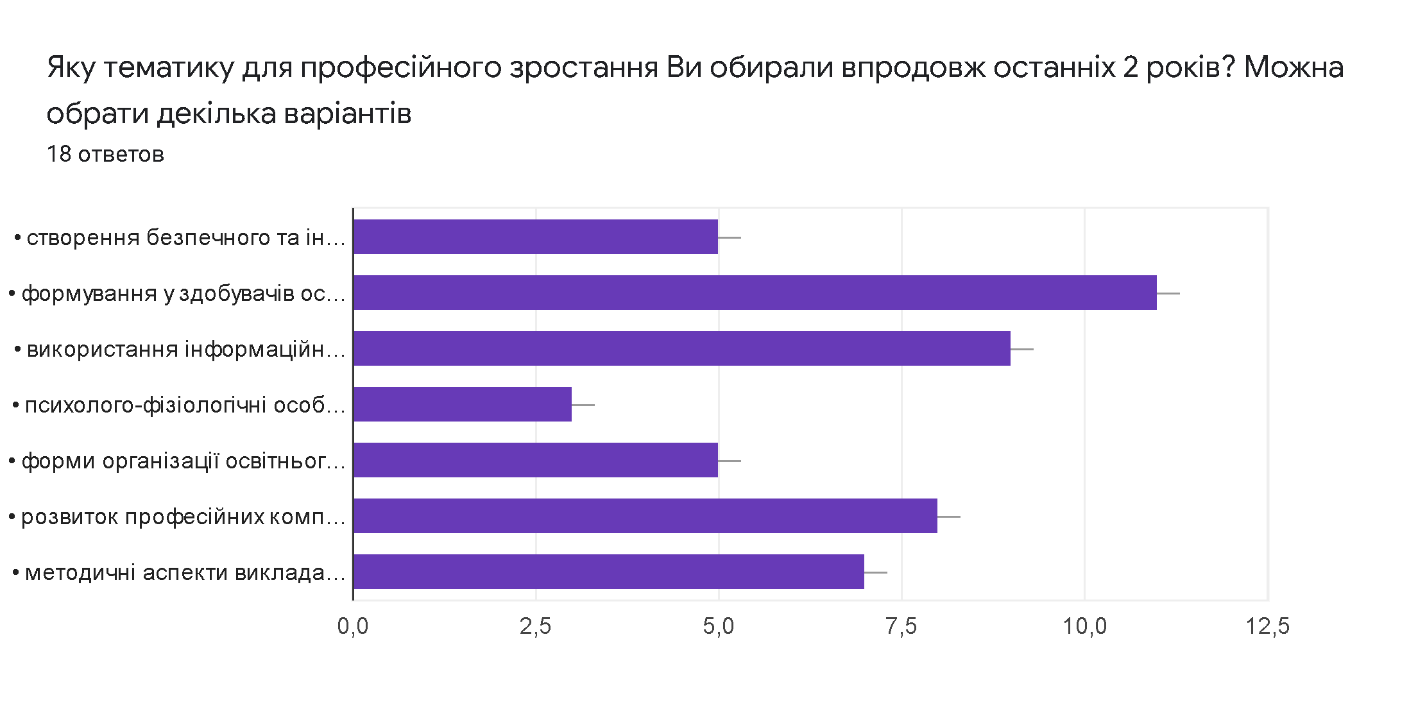 Яку тематику для професійного зростання Ви обирали впродовж останніх 2 років? Можна
обрати декілька варіантів
18 ответов
• створення безпечного та ін…
• формування у здобувачів ос…
• використання інформаційн…
• психолого-фізіологічні особ…
• форми організації освітньог…
• розвиток професійних комп…
• методичні аспекти виклада…
0,0 2,5 5,0 7,5 10,0 12,5